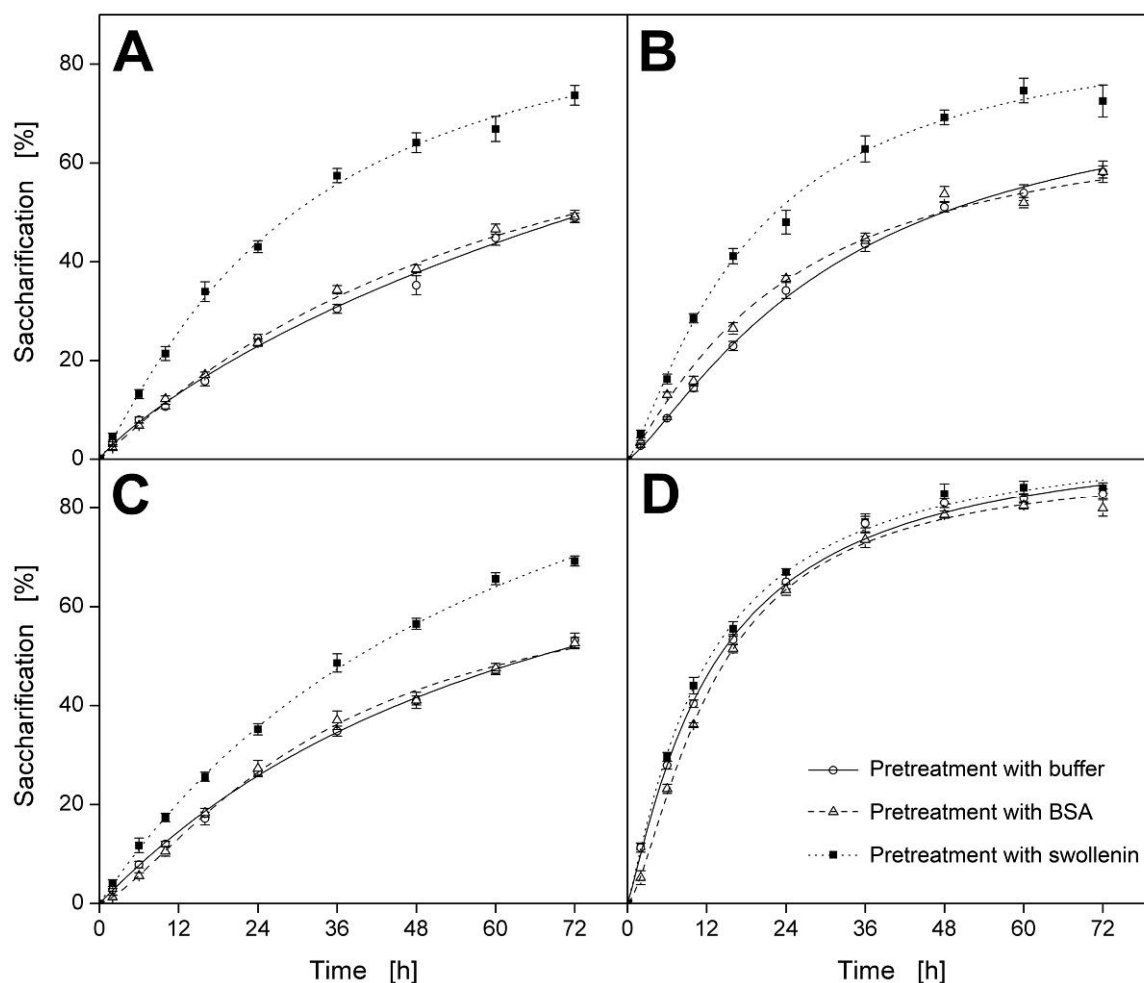 A
B
80
60
40
20
0
Saccharification [%]
C
D
80
60
40
20
0
Saccharification [%]
Pretreatment with buffer
Pretreatment with BSA
Pretreatment with swollenin
0 12 24 36 48 60 72
0 12 24 36 48 60 72
Time [h]
Time [h]